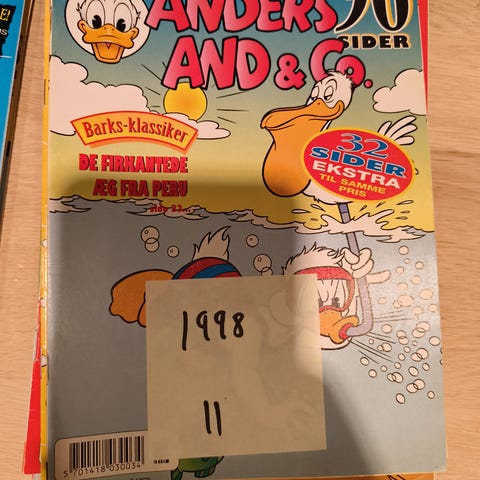 ANDERS
AND & Co.
96
SIDER
Barks-klassiker
DE FIRKANTEDE
ÆG FRA PERU
32
SIDER
EKSTRA
TIL SAMME
PRIS
1998
11
5 701418 030034